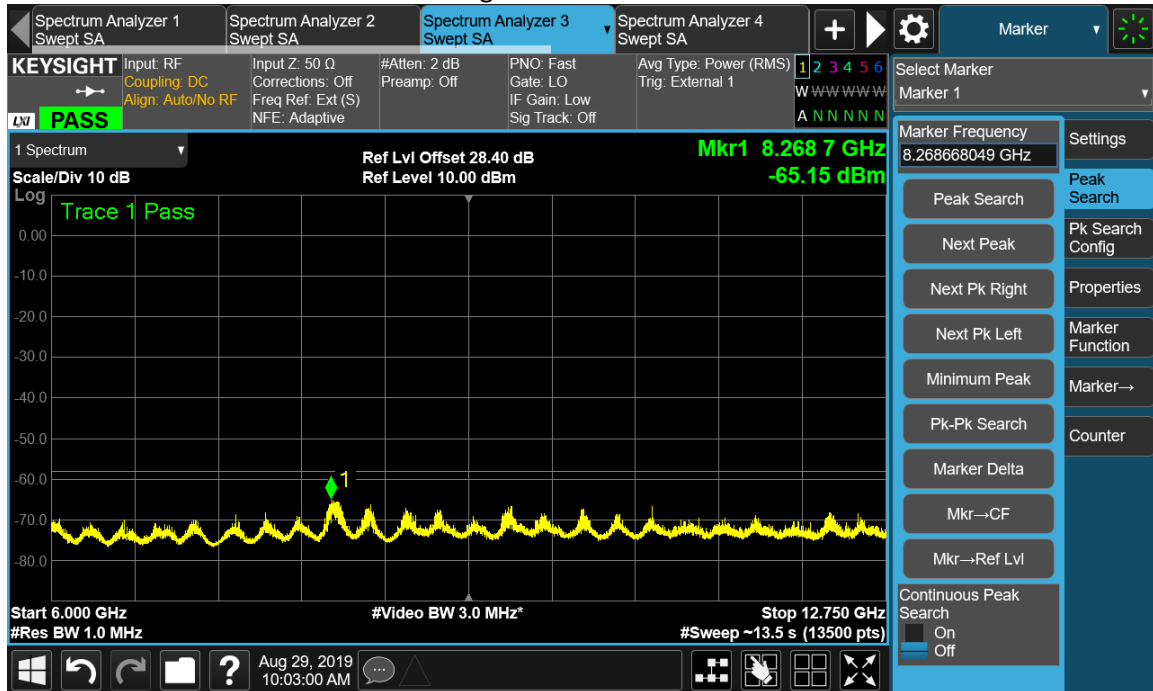 Spectrum Analyzer 1
Swept SA
Spectrum Analyzer 2
Swept SA
Spectrum Analyzer 3
Swept SA
Spectrum Analyzer 4
Swept SA
+
Marker
KEYSIGHT
LXI
PASS
Input: RF
Coupling: DC
Align: Auto/No RF
Input Z: 50 Ω
Corrections: Off
Freq Ref: Ext (S)
NFE: Adaptive
#Atten: 2 dB
Preamp: Off
PNO: Fast
Gate: LO
IF Gain: Low
Sig Track: Off
Avg Type: Power (RMS)
Trig: External 1
1 2 3 4 5 6
W W W W W W
A N N N N N
Select Marker
Marker 1
1 Spectrum
Scale/Div 10 dB
Ref Lvl Offset 28.40 dB
Ref Level 10.00 dBm
Mkr1 8.268 7 GHz
-65.15 dBm
Log
Trace 1 Pass
0.00
-10.0
-20.0
-30.0
-40.0
-50.0
-60.0
-70.0
-80.0
1
Start 6.000 GHz
#Res BW 1.0 MHz
#Video BW 3.0 MHz*
Stop 12.750 GHz
#Sweep ~13.5 s (13500 pts)
Marker Frequency
8.268668049 GHz
Peak Search
Next Peak
Next Pk Right
Next Pk Left
Minimum Peak
Pk-Pk Search
Marker Delta
Mkr→CF
Mkr→Ref Lvl
Continuous Peak
Search
On
Off
Settings
Peak
Search
Pk Search
Config
Properties
Marker
Function
Marker→
Counter
?
Aug 29, 2019
10:03:00 AM